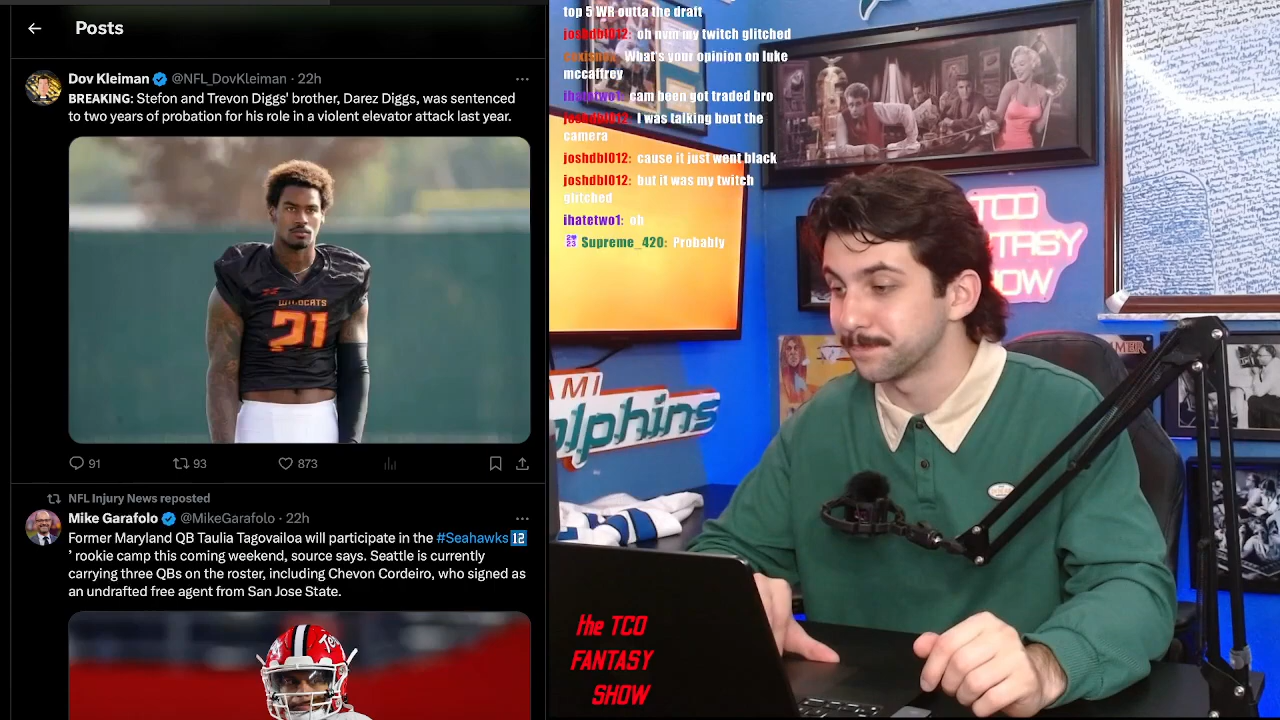 Posts
Dov Kleiman @NFL_DovKleiman · 22h
BREAKING: Stefon and Trevon Diggs' brother, Darez Diggs, was sentenced
to two years of probation for his role in a violent elevator attack last year.
WILDCATS
21
91 93 873
NFL Injury News reposted
Mike Garafolo @MikeGarafolo · 22h
Former Maryland QB Taulia Tagovailoa will participate in the #Seahawks 12
' rookie camp this coming weekend, source says. Seattle is currently
carrying three QBs on the roster, including Chevon Cordeiro, who signed as
an undrafted free agent from San Jose State.
top 5 WR outta the draft
joshdbl012: oh nvm my twitch glitched
What's your opinion on luke
mccaffrey
ihatetwo1: cam been got traded bro
joshdbl012: I was talking bout the
camera
joshdbl012: cause it just went black
joshdbl012: but it was my twitch
glitched
ihatetwo1: oh
Supreme_420: Probably
TCO
SHOW
AMI
lphins
the TCO
FANTASY
SHOW